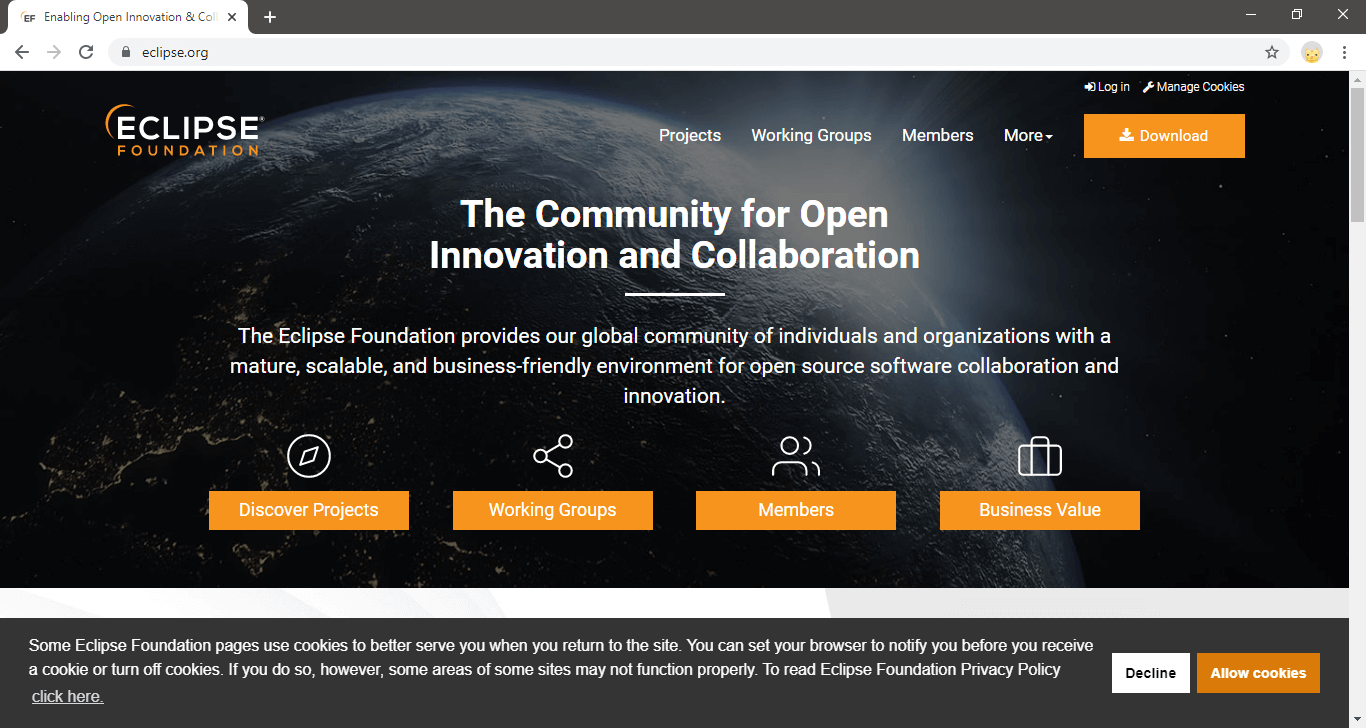 EF Enabling Open Innovation & Col
eclipse.org
Log in Manage Cookies
ECLIPSE®
FOUNDATION
Projects Working Groups Members More Download
The Community for Open
Innovation and Collaboration
The Eclipse Foundation provides our global community of individuals and organizations with a
mature, scalable, and business-friendly environment for open source software collaboration and
innovation.
Discover Projects Working Groups Members Business Value
Some Eclipse Foundation pages use cookies to better serve you when you return to the site. You can set your browser to notify you before you receive
a cookie or turn off cookies. If you do so, however, some areas of some sites may not function properly. To read Eclipse Foundation Privacy Policy
click here.
Decline Allow cookies